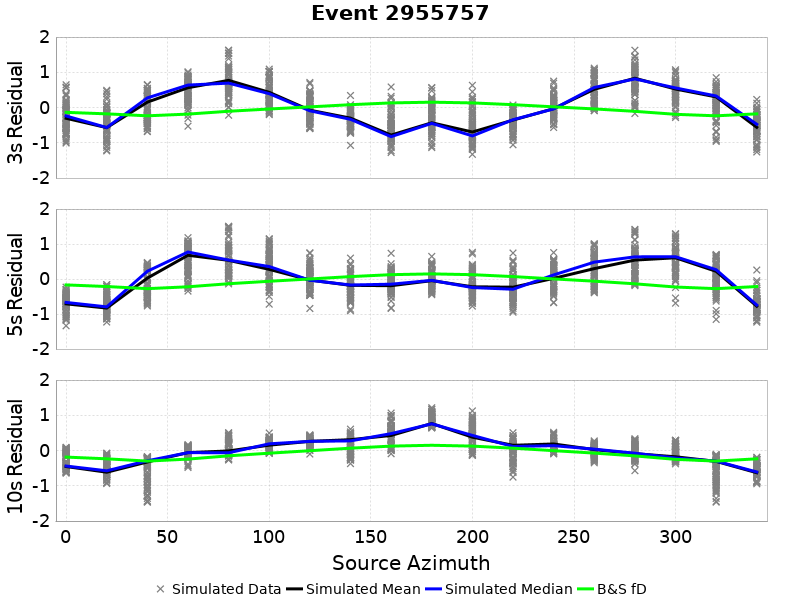 Event 2955757
3s Residual
2
1
0
-1
-2
5s Residual
2
1
0
-1
-2
10s Residual
2
1
0
-1
-2
0 50 100 150 200 250 300
Source Azimuth
Simulated Data Simulated Mean Simulated Median B&S fD